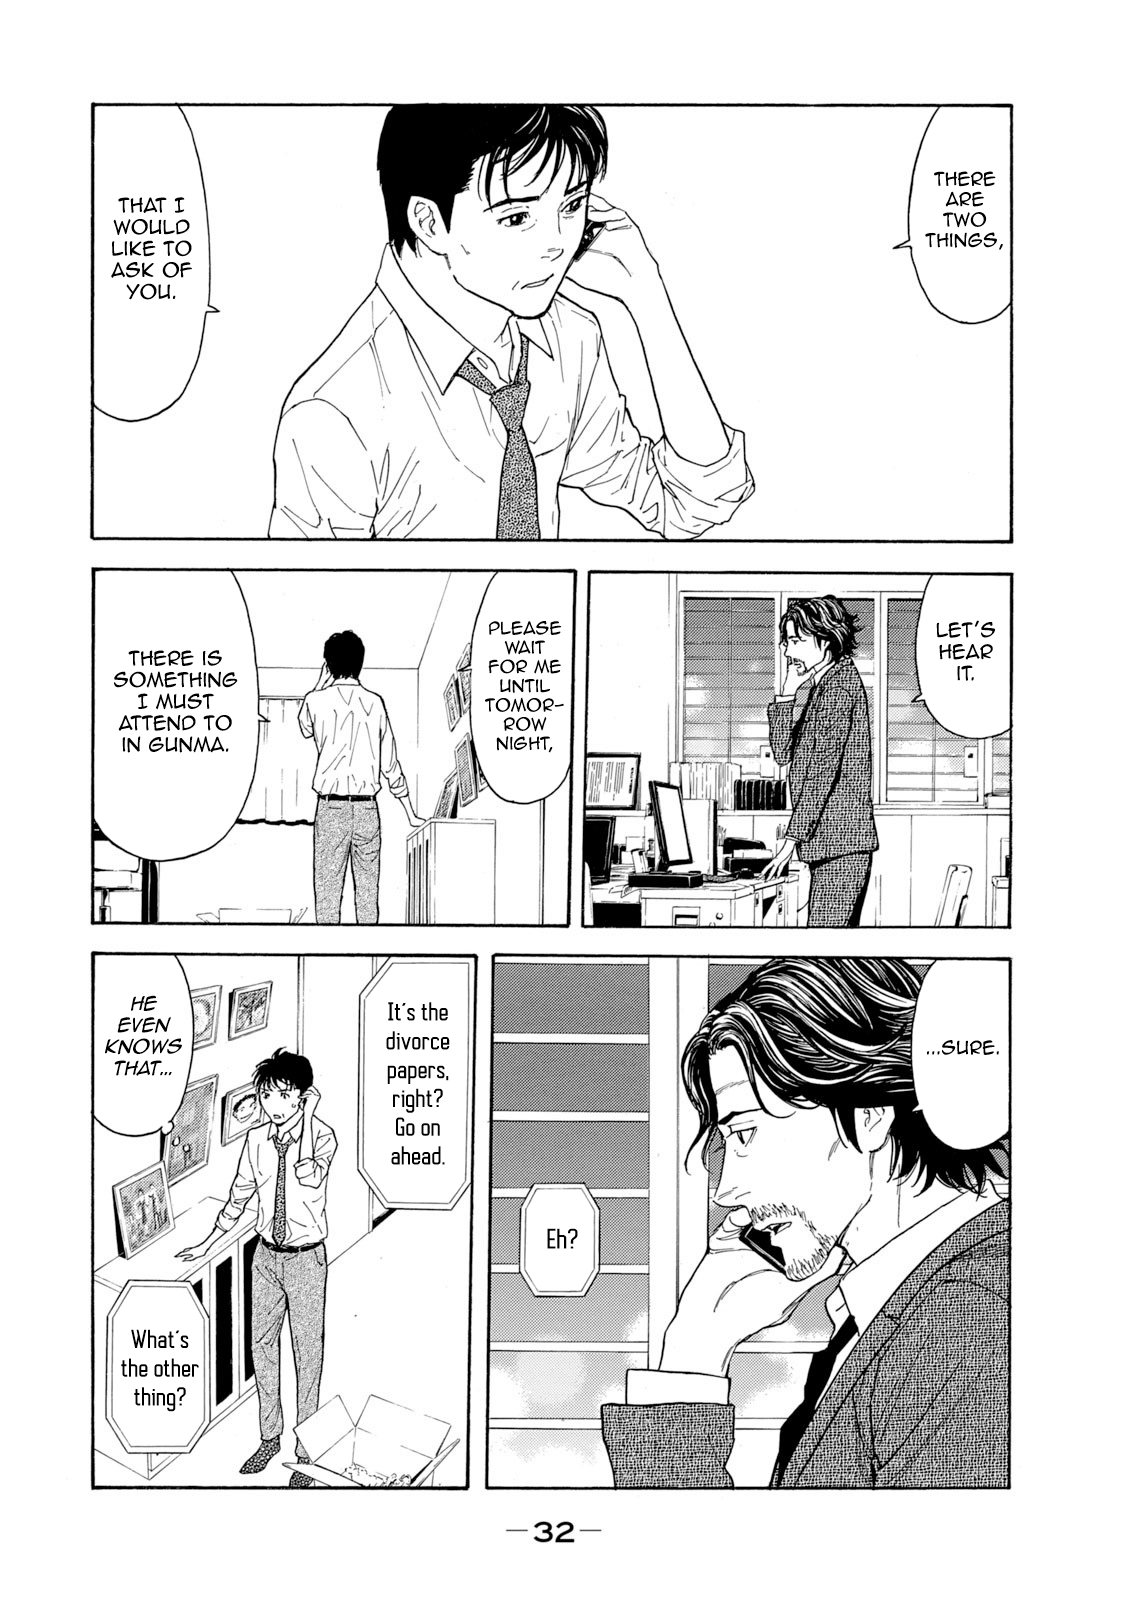 THERE
ARE
TWO
THINGS,
THAT I
WOULD
LIKE TO
ASK OF
YOU.
LET'S
HEAR
IT.
PLEASE
WAIT
FOR ME
UNTIL
TOMOR-
ROW
NIGHT,
THERE IS
SOMETHING
I MUST
ATTEND TO
IN GUNMA.
...SURE.
Eh?
It's the
divorce
papers,
right?
Go on
ahead.
HE
EVEN
KNOWS
THAT...
What's
the other
thing?
—32—